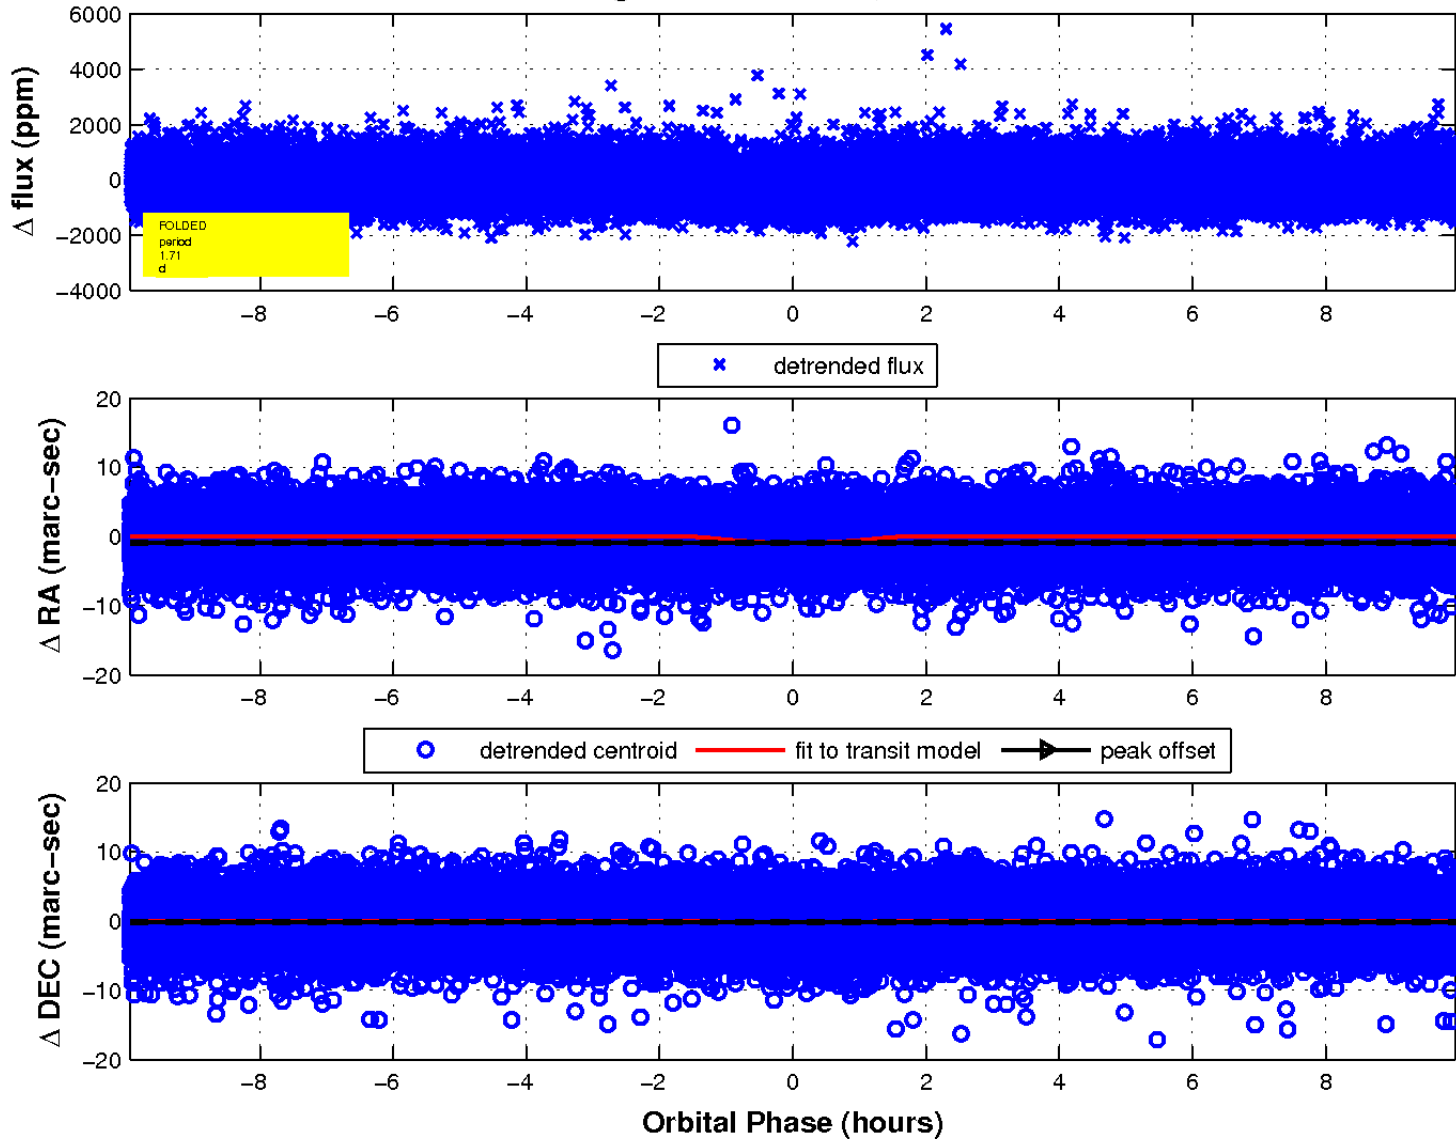 6000
4000
2000
0
−2000
−4000
Δ flux (ppm)
FOLDED
period
1.71
d
−8 −6 −4 −2 0 2 4 6 8
detrended flux
20
10
0
−10
−20
Δ RA (marc−sec)
−8 −6 −4 −2 0 2 4 6 8
detrended centroid fit to transit model peak offset
20
10
0
−10
−20
Δ DEC (marc−sec)
−8 −6 −4 −2 0 2 4 6 8
Orbital Phase (hours)